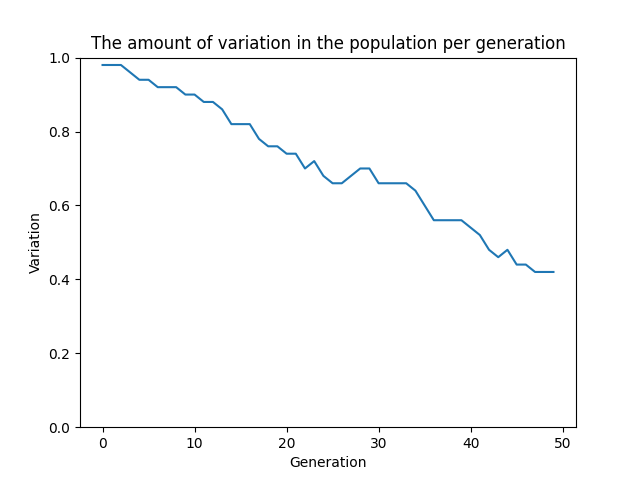 The amount of variation in the population per generation
1.0
0.8
0.6
0.4
0.2
0.0
Variation
0 10 20 30 40 50
Generation